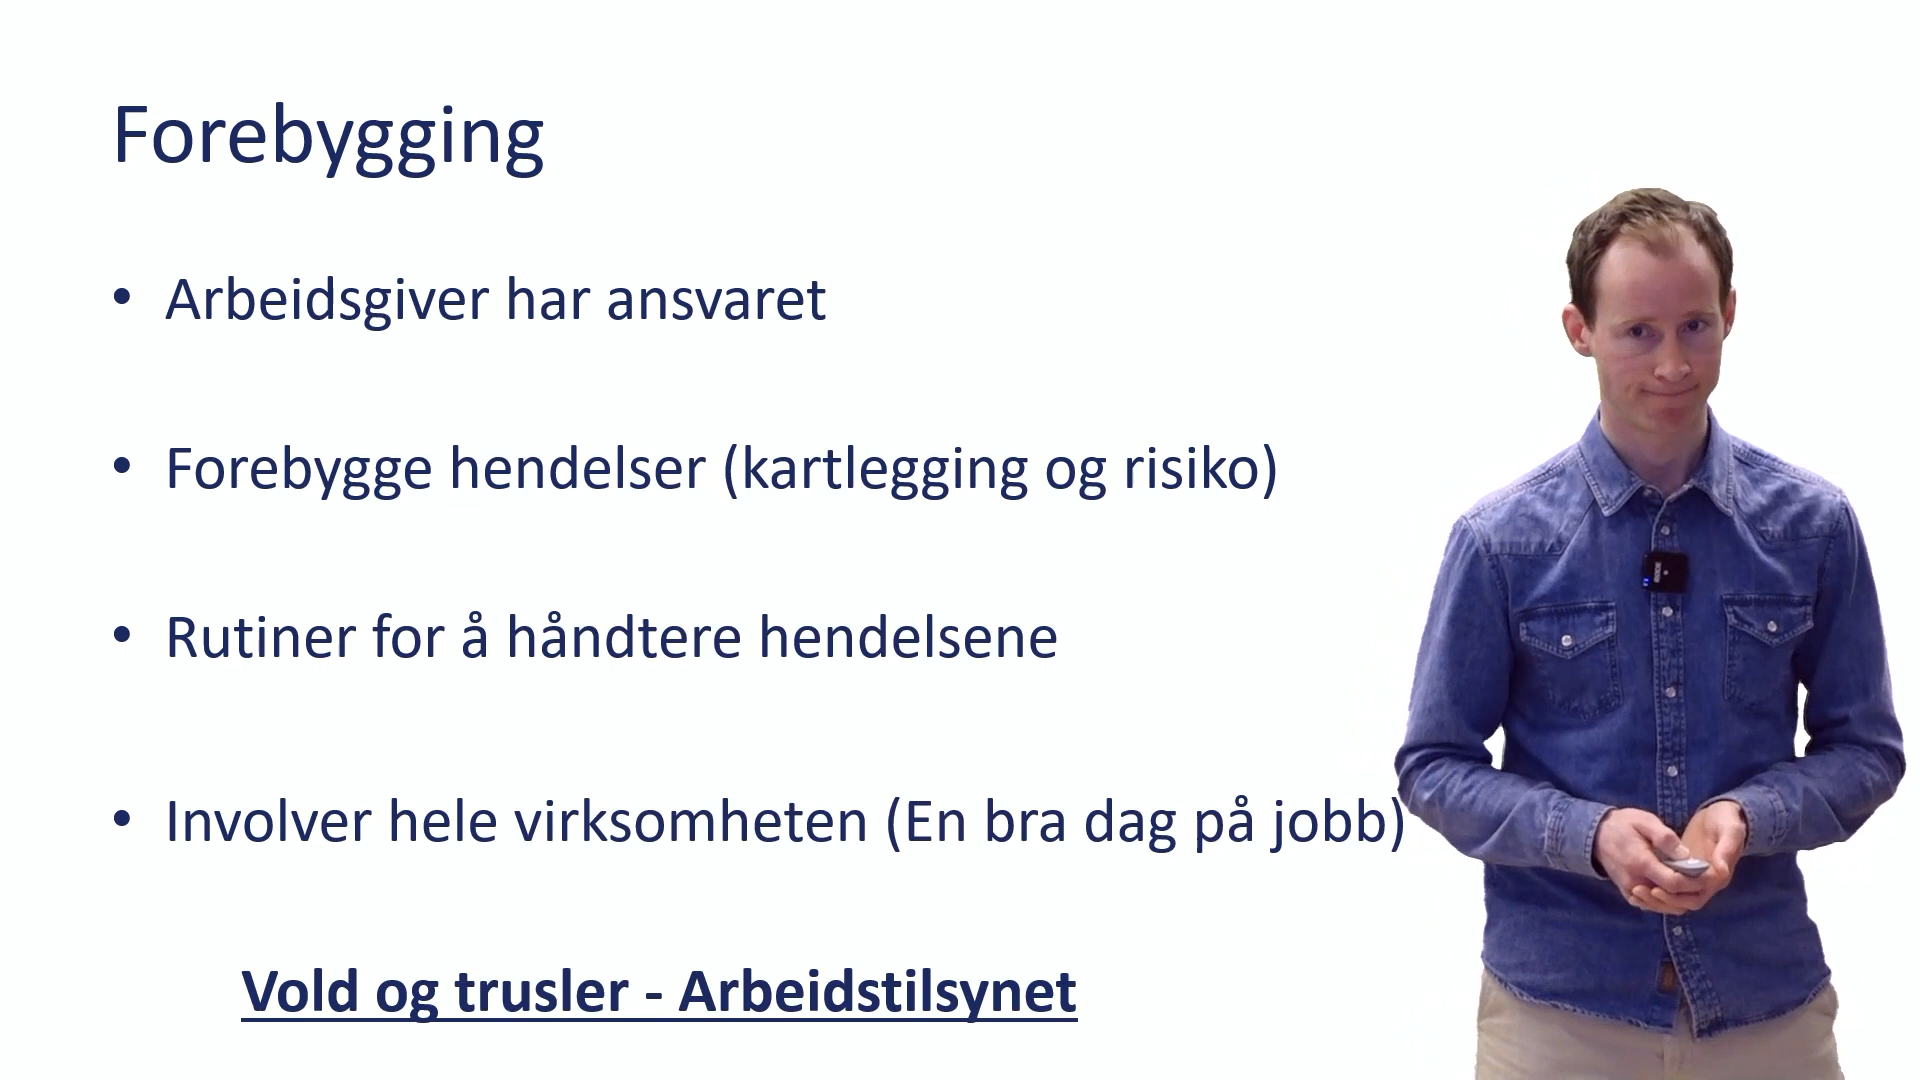 Forebygging
• Arbeidsgiver har ansvaret
• Forebygge hendelser (kartlegging og risiko)
• Rutiner for å håndtere hendelsene
• Involver hele virksomheten (En bra dag på jobb)
Vold og trusler - Arbeidstilsynet